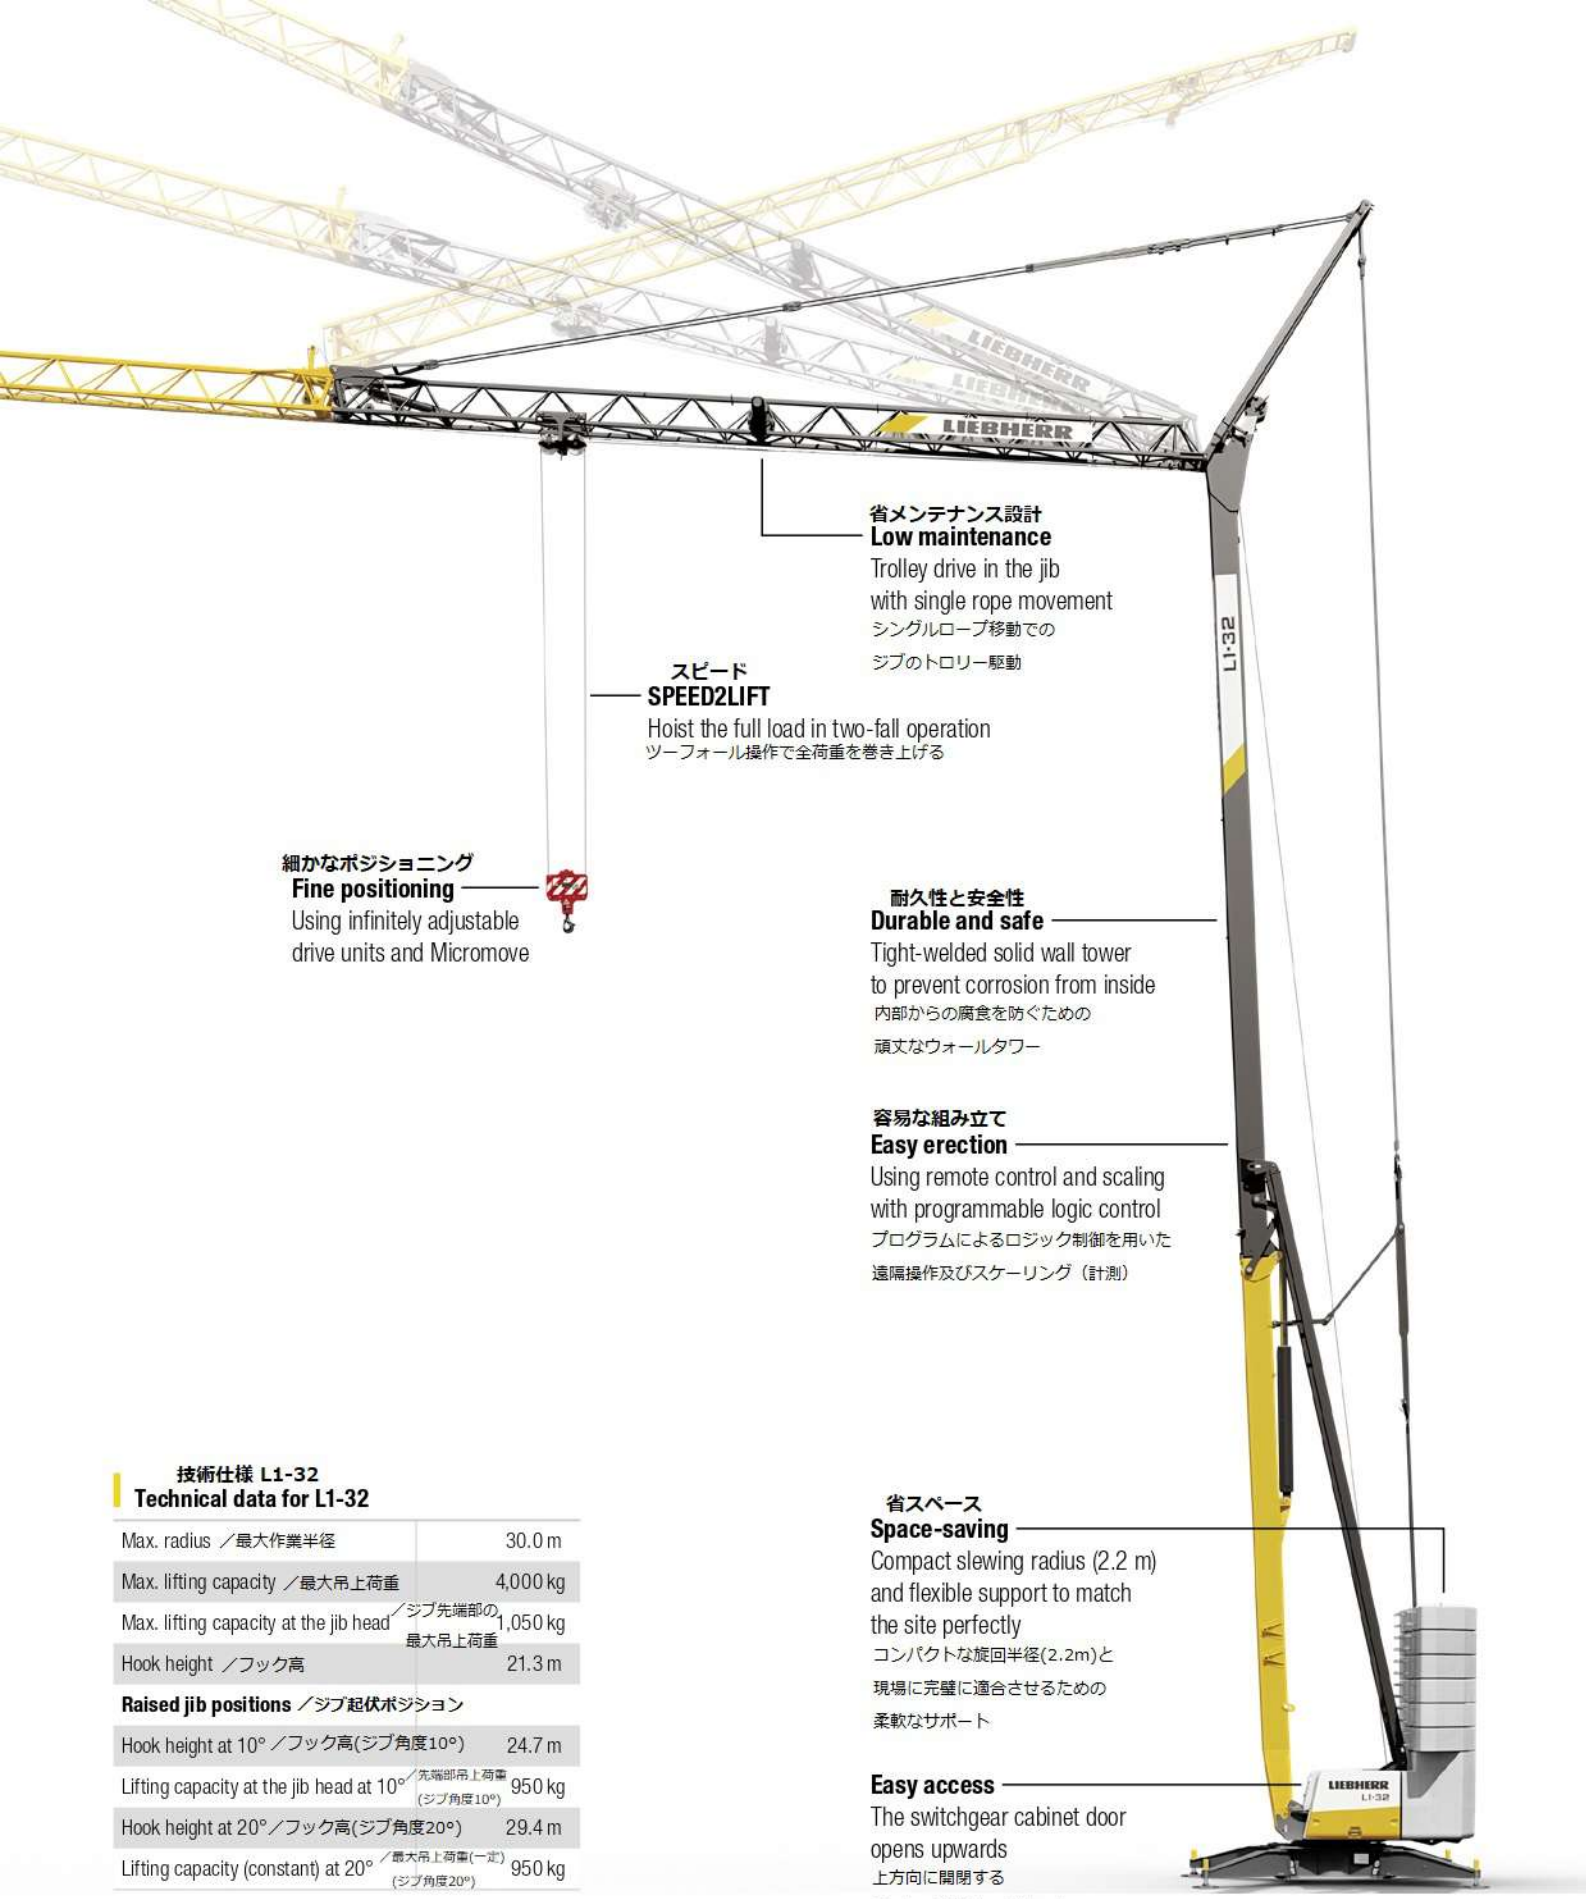 LIEBHERR
LIEBHERR
LIEBHERR
省メンテナンス設計
Low maintenance
Trolley drive in the jib
with single rope movement
シングルロープ移動での
ジブのトロリー駆動
L1-32
スピード
SPEED2LIFT
Hoist the full load in two-fall operation
ツーフォール操作で全荷重を巻き上げる
細かなポジショニング
Fine positioning
Using infinitely adjustable
drive units and Micromove
耐久性と安全性
Durable and safe
Tight-welded solid wall tower
to prevent corrosion from inside
内部からの腐食を防ぐための
頑丈なウォールタワー
容易な組み立て
Easy erection
Using remote control and scaling
with programmable logic control
プログラムによるロジック制御を用いた
遠隔操作及びスケーリング（計測）
技術仕様 L1-32
Technical data for L1-32
Max. radius ／最大作業半径 30.0 m
Max. lifting capacity ／最大吊上荷重 4,000 kg
Max. lifting capacity at the jib head ／ジブ先端部の 1,050 kg
最大吊上荷重
Hook height ／フック高 21.3 m
Raised jib positions ／ジブ起伏ポジション
Hook height at 10° ／フック高(ジブ角度10°) 24.7 m
Lifting capacity at the jib head at 10° ／先端部吊上荷重 950 kg
(ジブ角度10°)
Hook height at 20°／フック高(ジブ角度20°) 29.4 m
Lifting capacity (constant) at 20° ／最大吊上荷重(一定) 950 kg
(ジブ角度20°)
省スペース
Space-saving
Compact slewing radius (2.2 m)
and flexible support to match
the site perfectly
コンパクトな旋回半径(2.2m)と
現場に完璧に適合させるための
柔軟なサポート
Easy access
The switchgear cabinet door
opens upwards
上方向に開閉する
LIEBHERR
L1-32